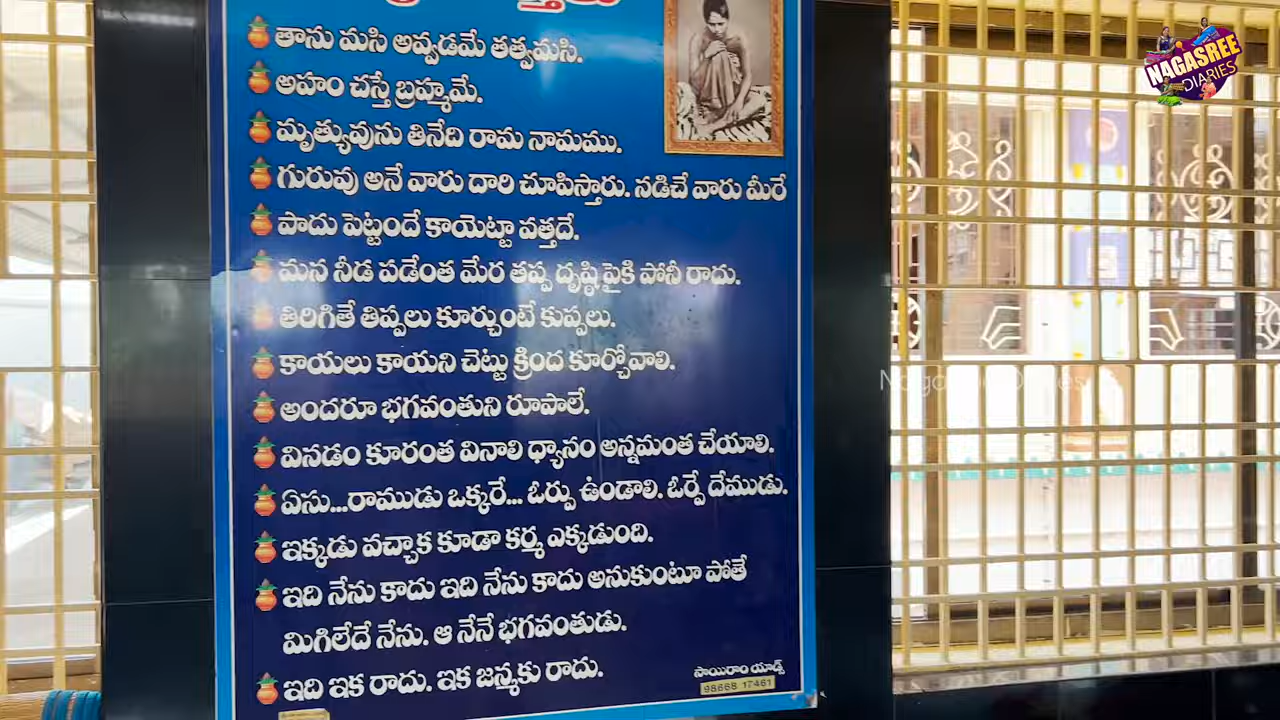 తాను మసి అవ్వడమే తత్వమసి.
అహం చస్తే బ్రహ్మమే.
మృత్యువును తినేది రామ నామము.
గురువు అనే వారు దారి చూపిస్తారు. నడిచే వారు మీరే
పాదు పెట్టందే కాయెట్టా వత్తదే.
మన నీడ పడేంత మేర తప్ప దృష్ఠి పైకి పోనీ రాదు.
తిరిగితే తిప్పలు కూర్చుంటే కుప్పలు.
కాయలు కాయని చెట్టు క్రింద కూర్చోవాలి.
అందరూ భగవంతుని రూపాలే.
వినడం కూరంత వినాలి ధ్యానం అన్నమంత చేయాలి.
ఏసు...రాముడు ఒక్కరే... ఓర్పు ఉండాలి. ఓర్పే దేముడు.
ఇక్కడు వచ్చాక కూడా కర్మ ఎక్కడుంది.
ఇది నేను కాదు ఇది నేను కాదు అనుకుంటూ పోతే
మిగిలేదే నేను. ఆ నేనే భగవంతుడు.
ఇది ఇక రాదు. ఇక జన్మకు రాదు.
సాయిరాం యాడ్స్
98668 17461
NAGASREE
DIARIES
Nagasree Diaries